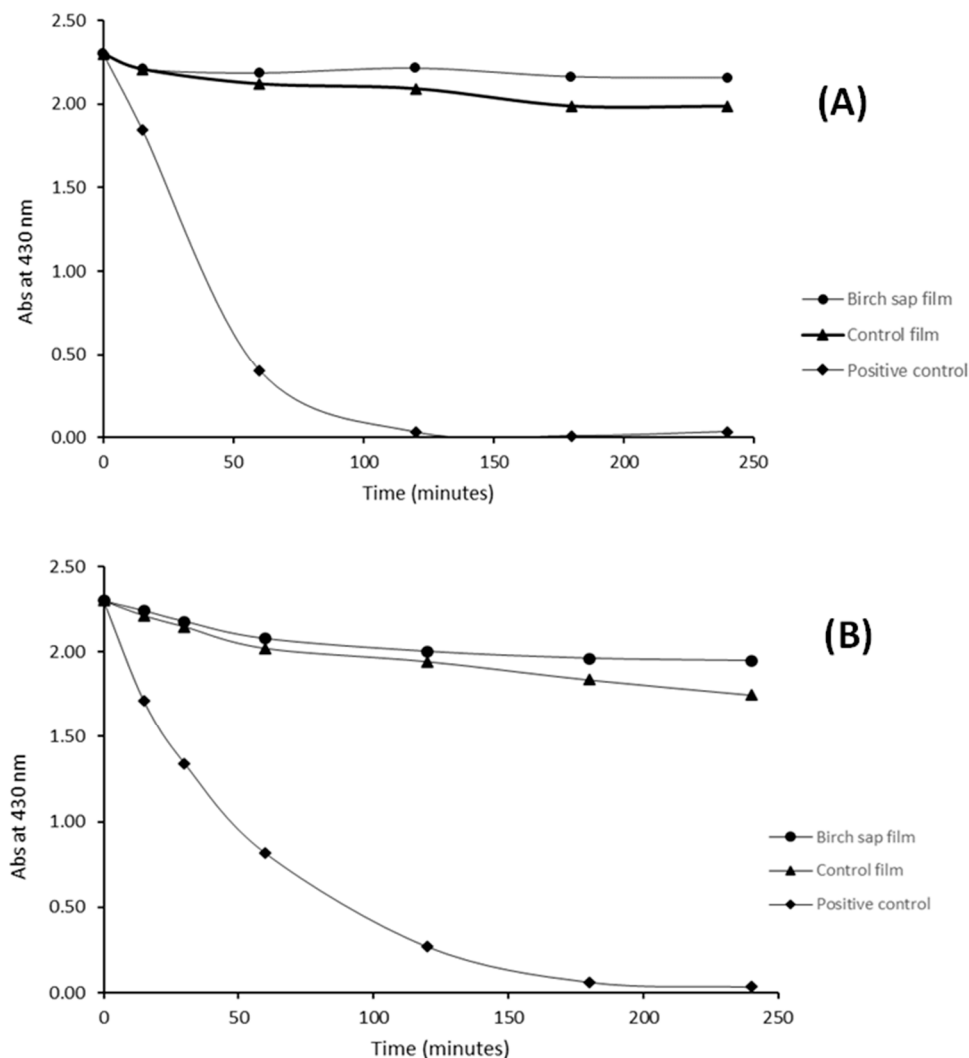 2.50
2.00
1.50
1.00
0.50
0.00
Abs at 430 nm
0
50
100
150
200
250
Time (minutes)
(A)
Birch sap film
Control film
Positive control
2.50
2.00
1.50
1.00
0.50
0.00
Abs at 430 nm
0
50
100
150
200
250
Time (minutes)
(B)
Birch sap film
Control film
Positive control